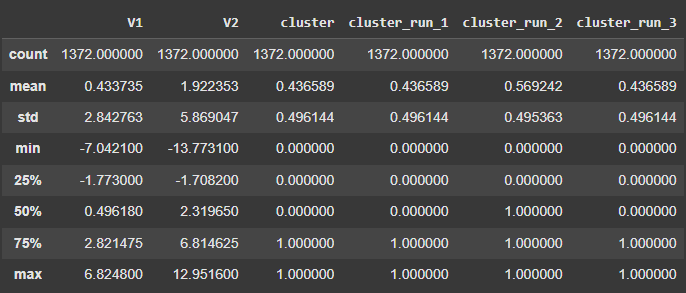 V1 V2 cluster cluster_run_1 cluster_run_2 cluster_run_3
count 1372.000000 1372.000000 1372.000000 1372.000000 1372.000000 1372.000000
mean 0.433735 1.922353 0.436589 0.436589 0.569242 0.436589
std 2.842763 5.869047 0.496144 0.496144 0.495363 0.496144
min -7.042100 -13.773100 0.000000 0.000000 0.000000 0.000000
25% -1.773000 -1.708200 0.000000 0.000000 0.000000 0.000000
50% 0.496180 2.319650 0.000000 0.000000 1.000000 0.000000
75% 2.821475 6.814625 1.000000 1.000000 1.000000 1.000000
max 6.824800 12.951600 1.000000 1.000000 1.000000 1.000000